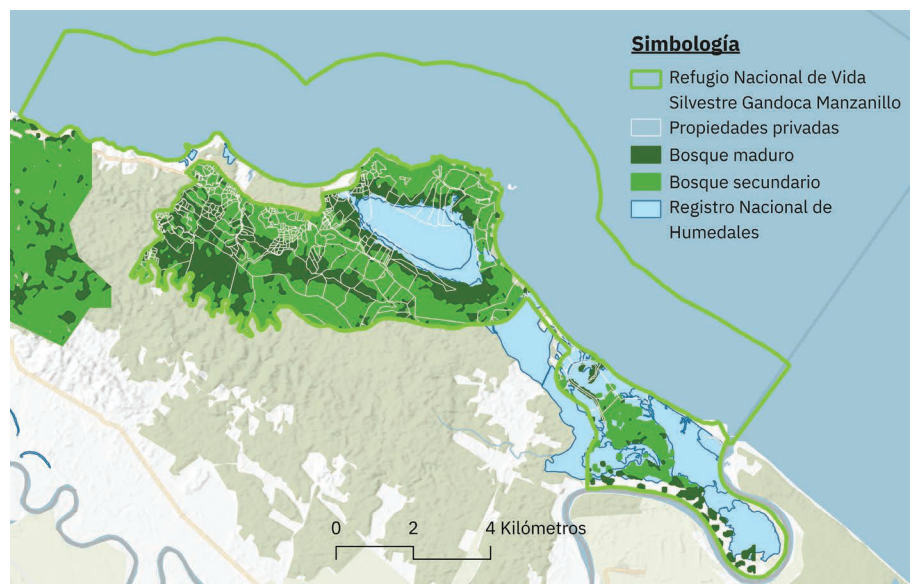 Simbología
Refugio Nacional de Vida
Silvestre Gandoca Manzanillo
Propiedades privadas
Bosque maduro
Bosque secundario
Registro Nacional de
Humedales
0 2 4 Kilómetros